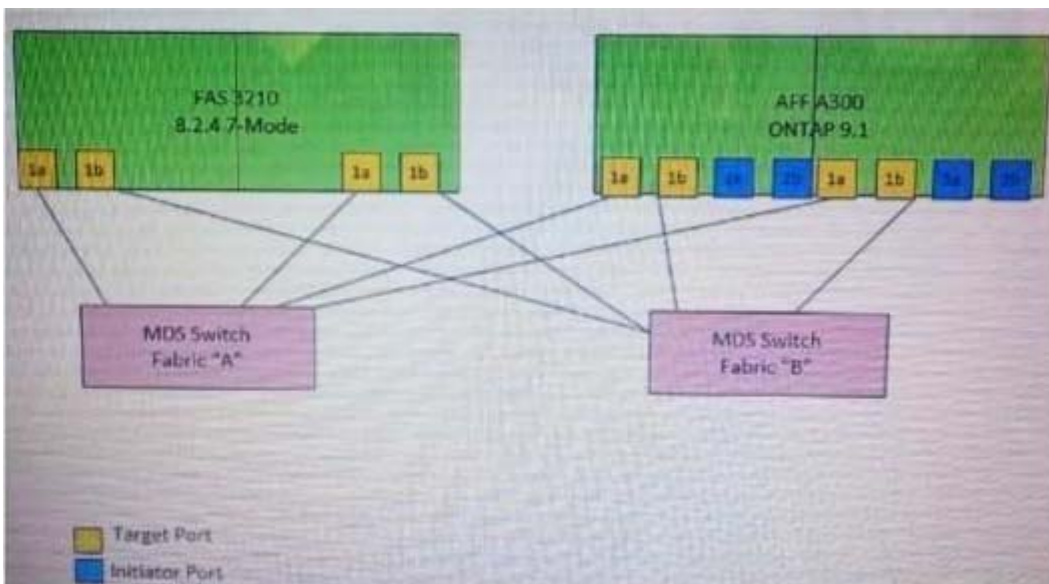 FAS 3210
8.2.4 7-Mode
AFF A300
ONTAP 9.1
1a 1b 1a 1b
1a 1b 2b 1a 1b
MDS Switch
Fabric "A"
MDS Switch
Fabric "B"
Target Port
Initiator Port